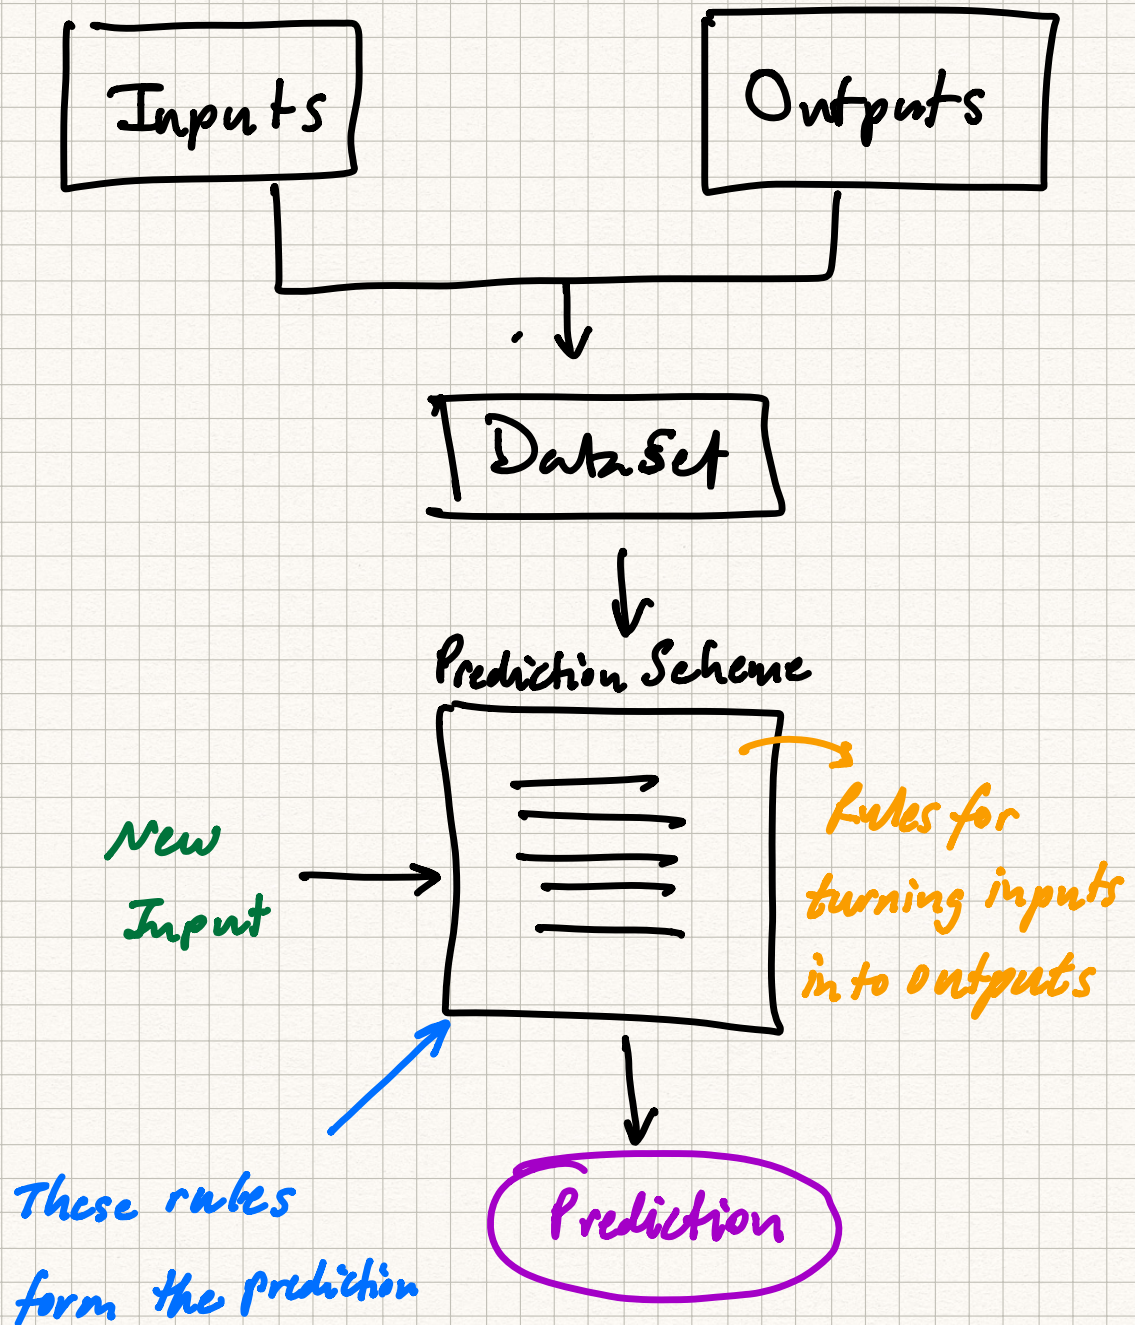 Inputs
Outputs
Data Set
Prediction Scheme
New
Input
Rules for
turning inputs
into outputs
These rules
form the prediction
Prediction